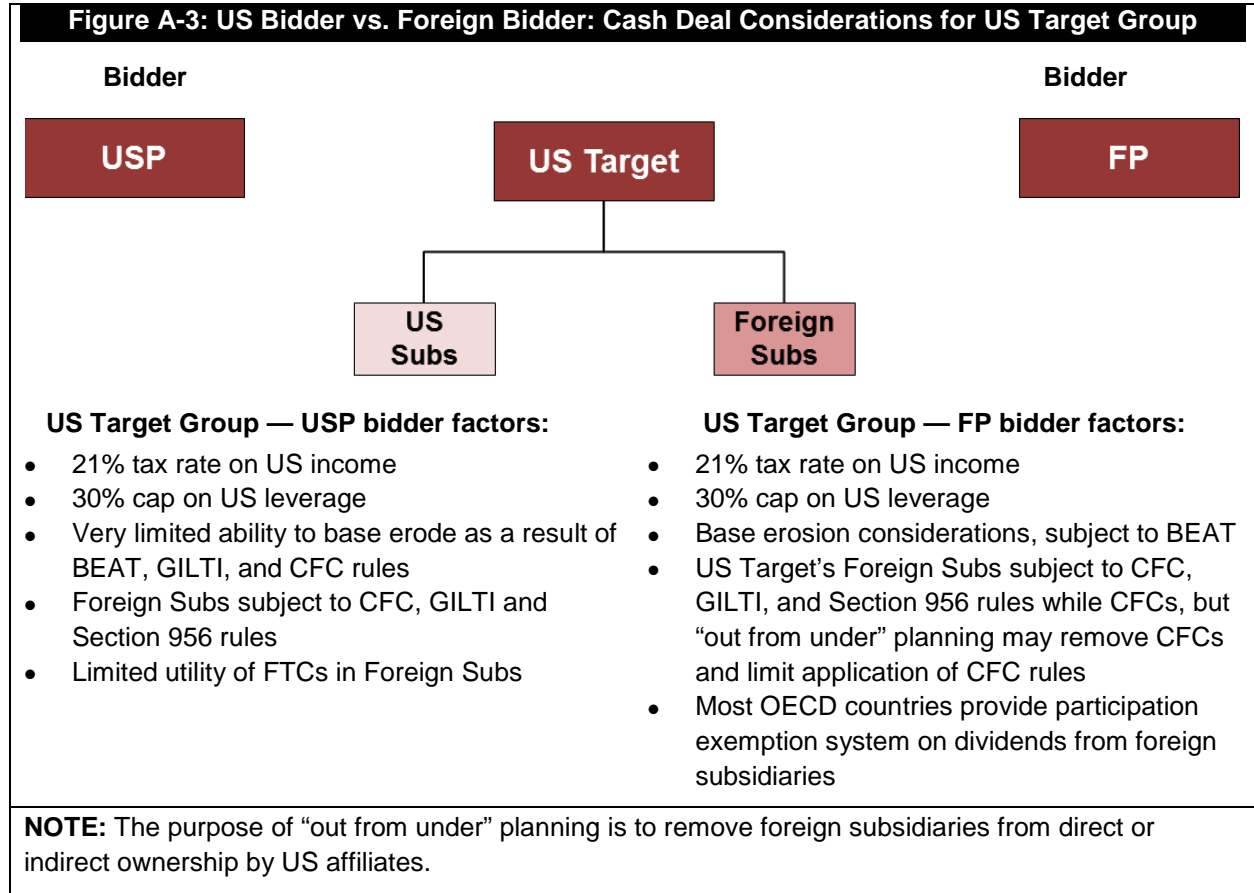 Figure A-3: US Bidder vs. Foreign Bidder: Cash Deal Considerations for US Target Group
Bidder
Bidder
USP
US Target
FP
US
Subs
Foreign
Subs
US Target Group — USP bidder factors:
• 21% tax rate on US income
• 30% cap on US leverage
• Very limited ability to base erode as a result of
BEAT, GILTI, and CFC rules
• Foreign Subs subject to CFC, GILTI and
Section 956 rules
• Limited utility of FTCs in Foreign Subs
US Target Group — FP bidder factors:
• 21% tax rate on US income
• 30% cap on US leverage
• Base erosion considerations, subject to BEAT
• US Target’s Foreign Subs subject to CFC,
GILTI, and Section 956 rules while CFCs, but
“out from under” planning may remove CFCs
and limit application of CFC rules
• Most OECD countries provide participation
exemption system on dividends from foreign
subsidiaries
NOTE: The purpose of “out from under” planning is to remove foreign subsidiaries from direct or
indirect ownership by US affiliates.